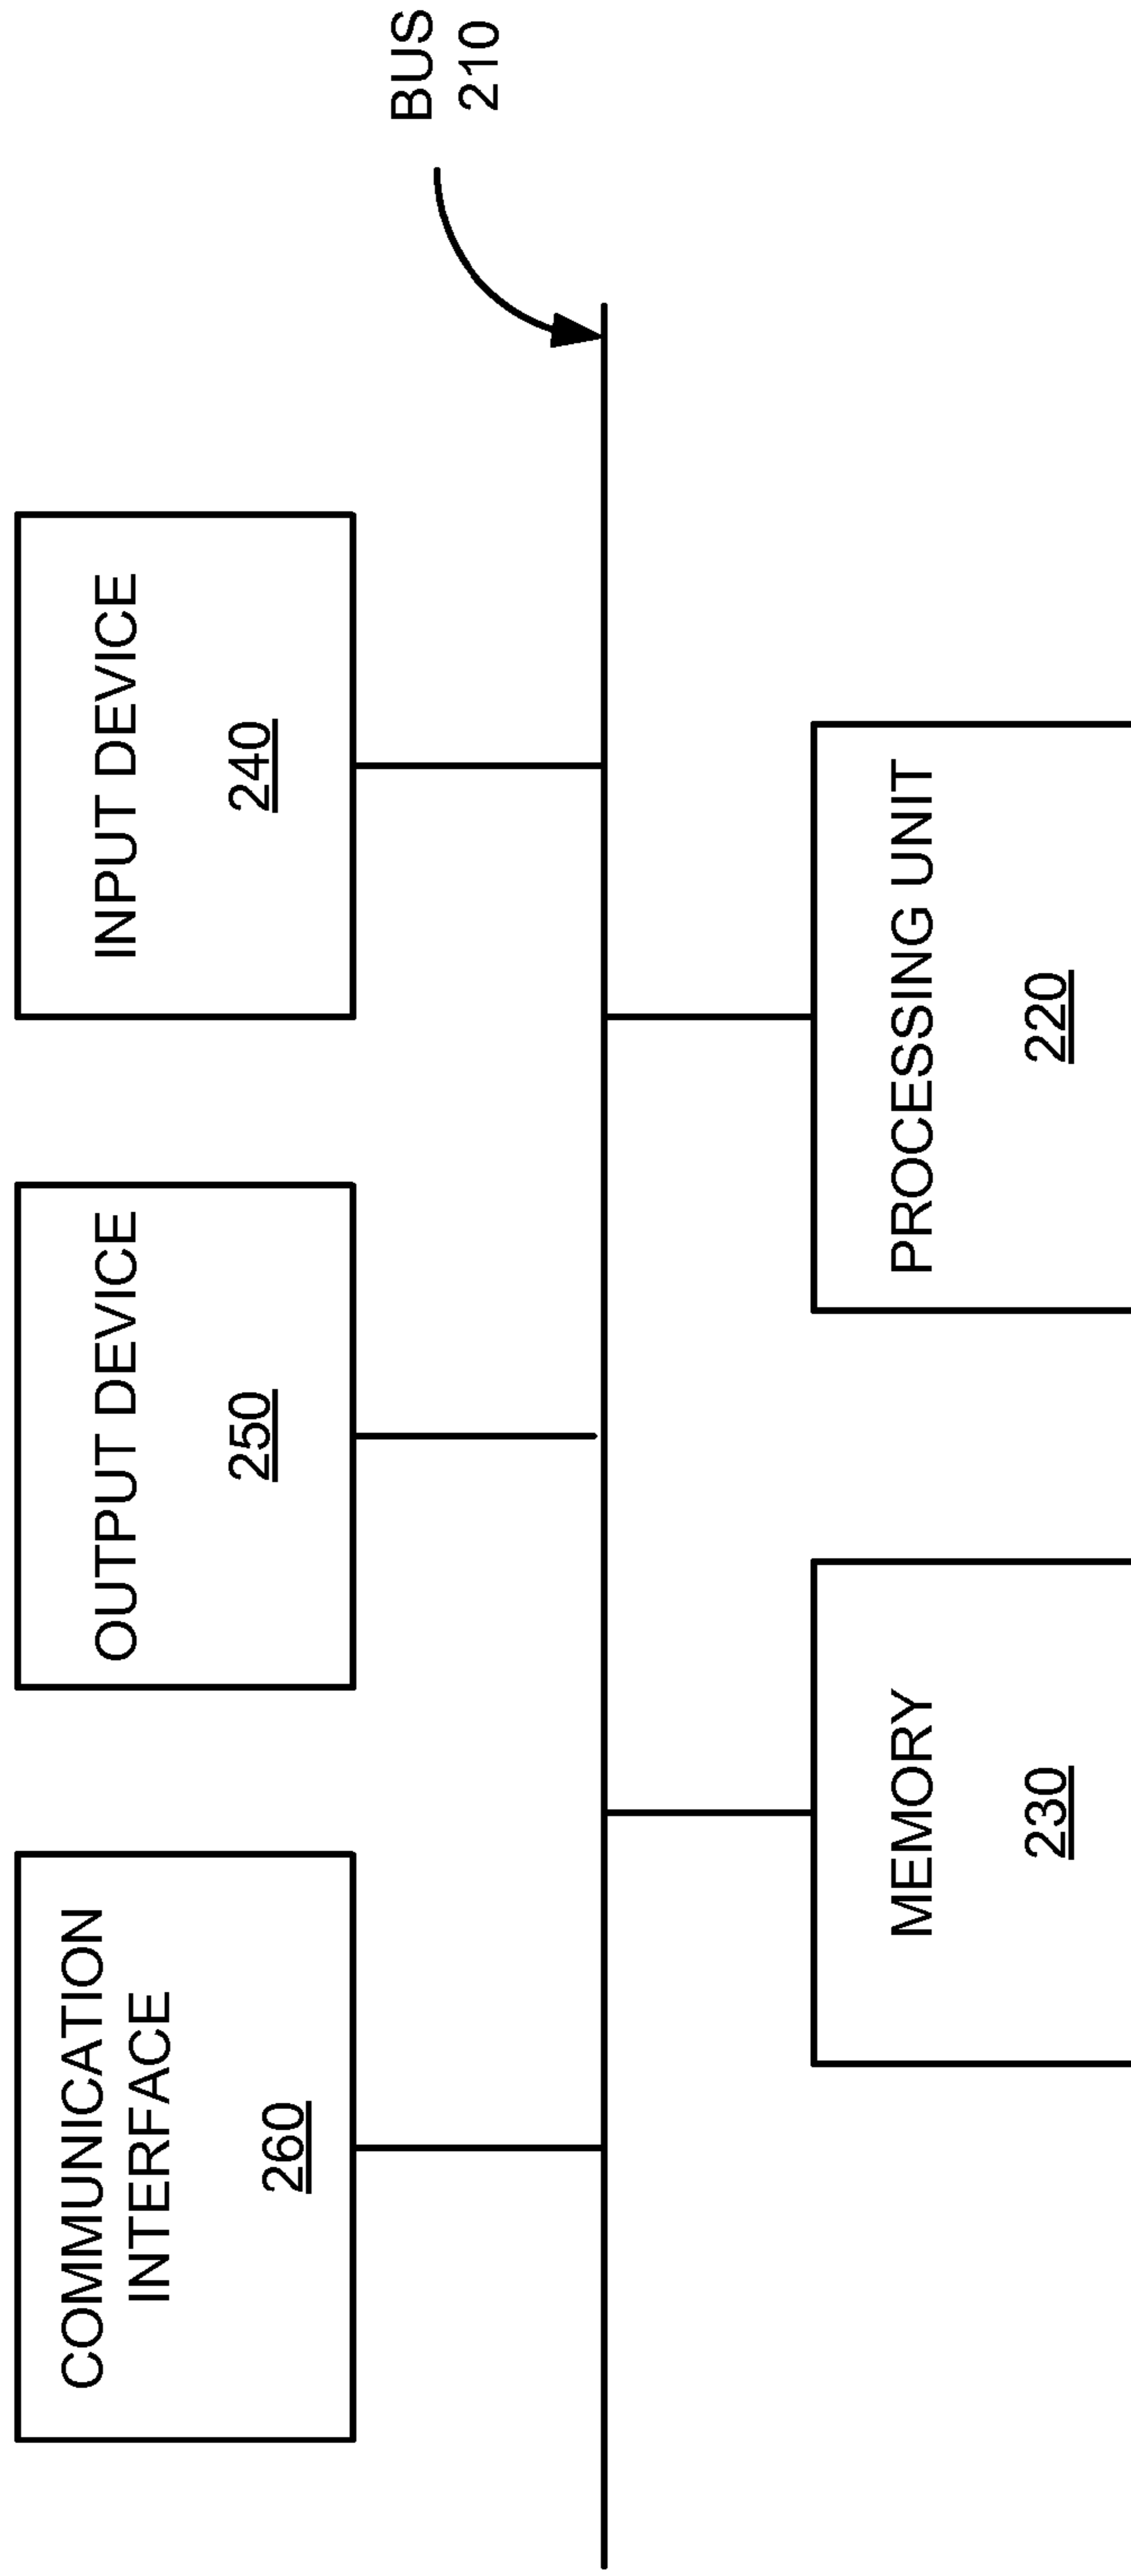 COMMUNICATION
INTERFACE
260
OUTPUT DEVICE
250
INPUT DEVICE
240
BUS
210
MEMORY
230
PROCESSING UNIT
220